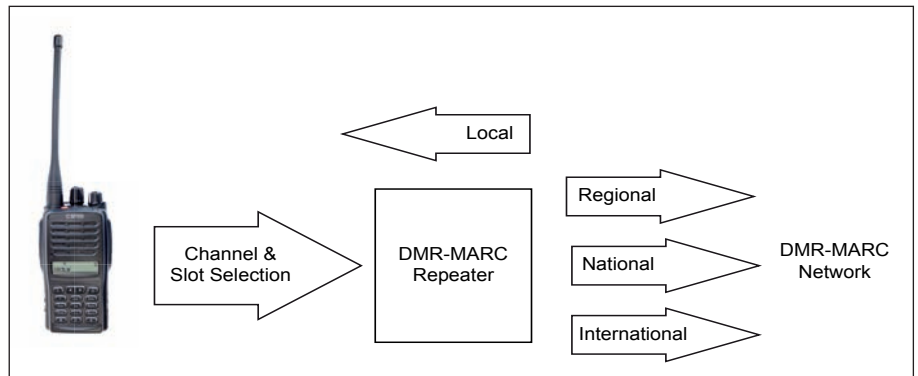 Local
Regional
Channel &
Slot Selection
DMR-MARC
Repeater
National
DMR-MARC
Network
International